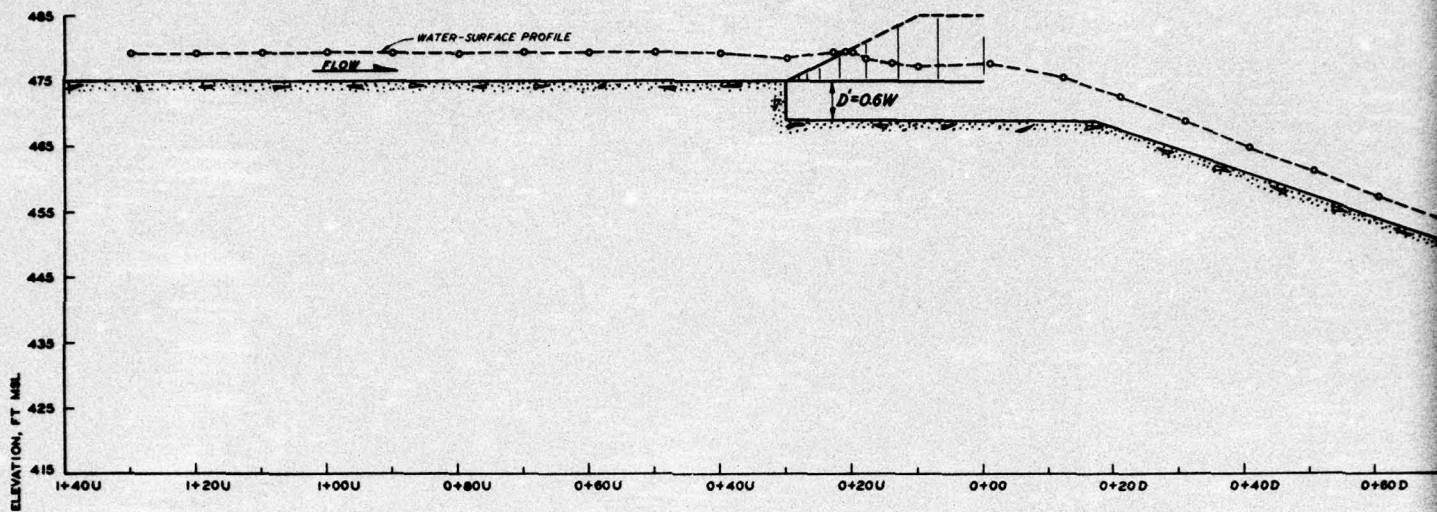 485
WATER-SURFACE PROFILE
FLOW
475
D'=0.6W
465
455
445
435
425
415
ELEVATION, FT MSL
1+40U 1+20U 1+00U 0+80U 0+60U 0+40U 0+20U 0+00 0+20D 0+40D 0+60D